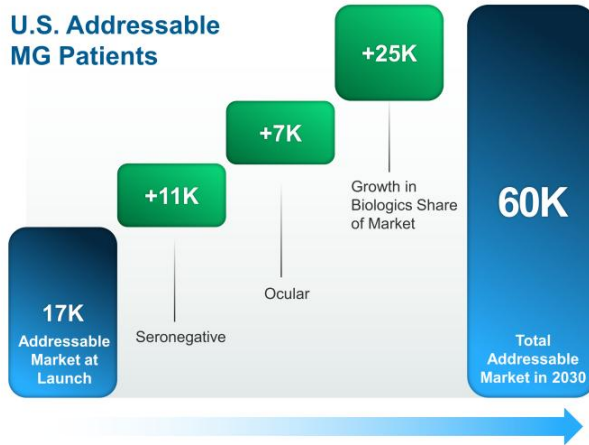 U.S. Addressable
MG Patients
+25K
+7K
+11K
Growth in
Biologics Share
of Market
60K
Ocular
17K
Addressable
Market at
Launch
Seronegative
Total
Addressable
Market in 2030